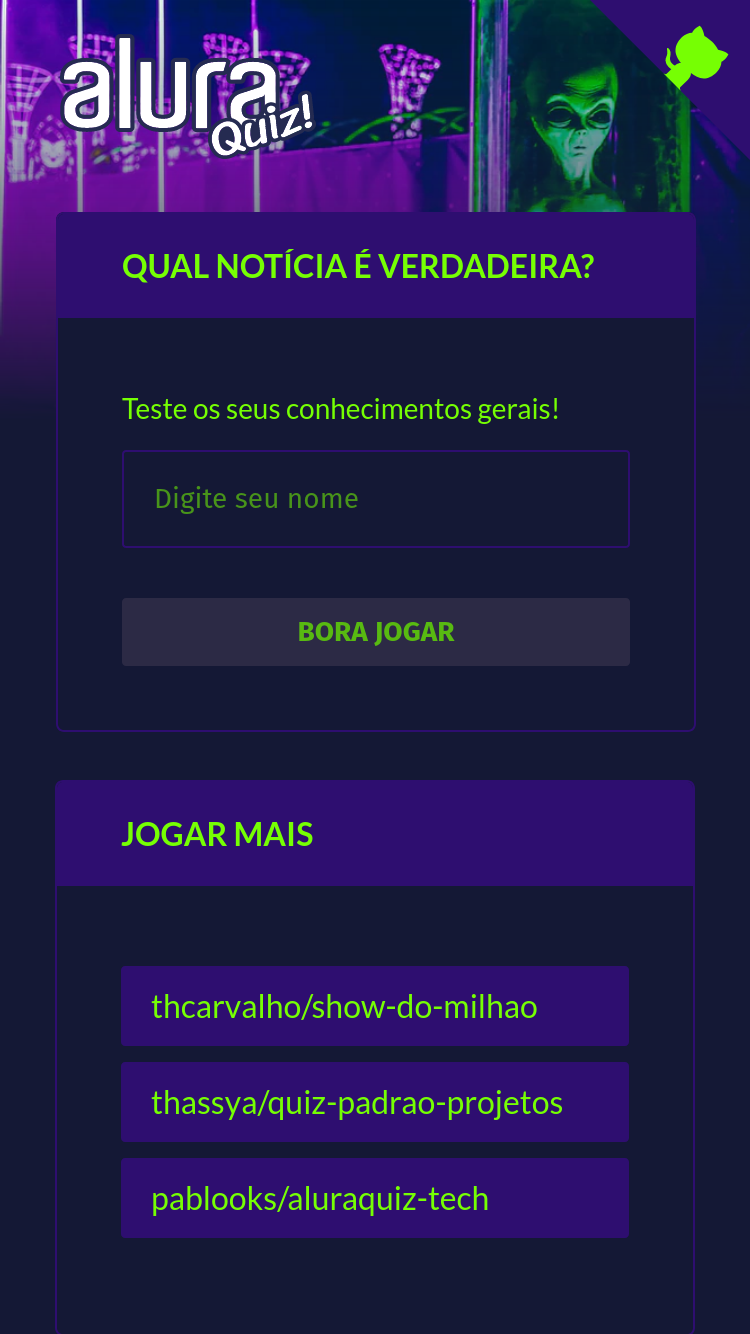 alura
Quiz!
QUAL NOTÍCIA É VERDADEIRA?
Teste os seus conhecimentos gerais!
Digite seu nome
BORA JOGAR
JOGAR MAIS
thcarvalho/show-do-milhao
thassya/quiz-padrao-projetos
pablooks/aluraquiz-tech